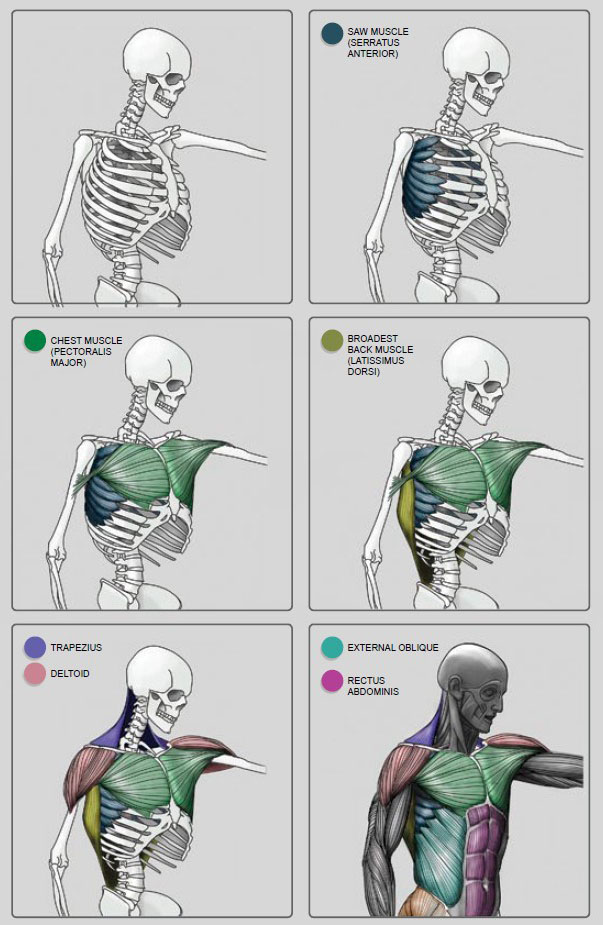 SAW MUSCLE
(SERRATUS
ANTERIOR)
CHEST MUSCLE
(PECTORALIS
MAJOR)
BROADEST
BACK MUSCLE
(LATISSIMUS
DORSI)
TRAPEZIUS
DELTOID
EXTERNAL OBLIQUE
RECTUS
ABDOMINIS